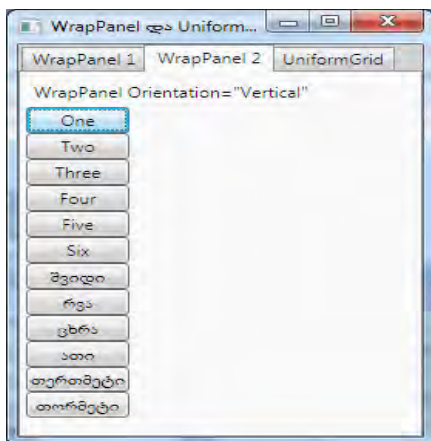 WrapPanel და Uniform...
WrapPanel 1 WrapPanel 2 UniformGrid
WrapPanel Orientation="Vertical"
One
Two
Three
Four
Five
Six
შვიდი
რვა
ცხრა
ათი
თერთმეტი
თორმეტი